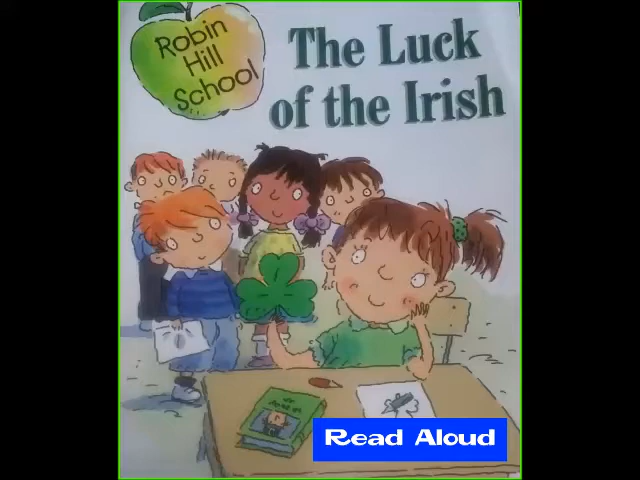 Robin
Hill
School
The Luck
of the Irish
Read Aloud